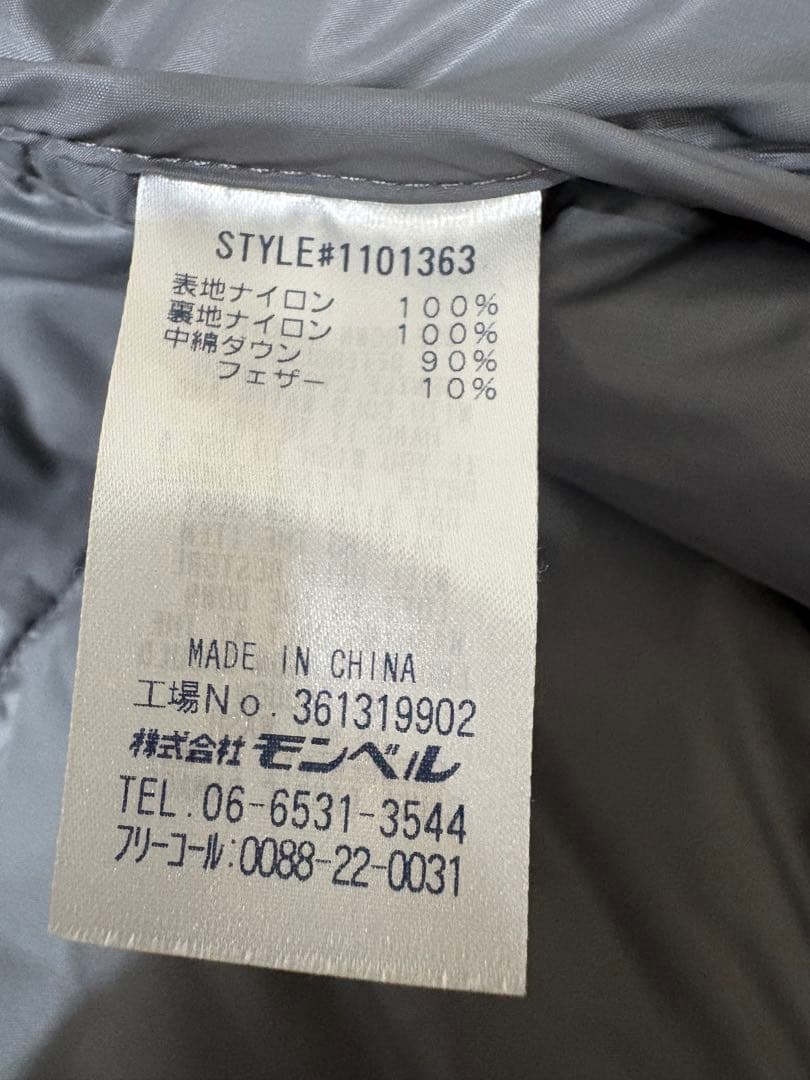 STYLE#1101363
表地ナイロン 100%
裏地ナイロン 100%
中綿ダウン 90%
フェザー 10%
MADE IN CHINA
工場No. 361319902
株式会社 モンベル
TEL.06-6531-3544
フリーコール:0088-22-0031